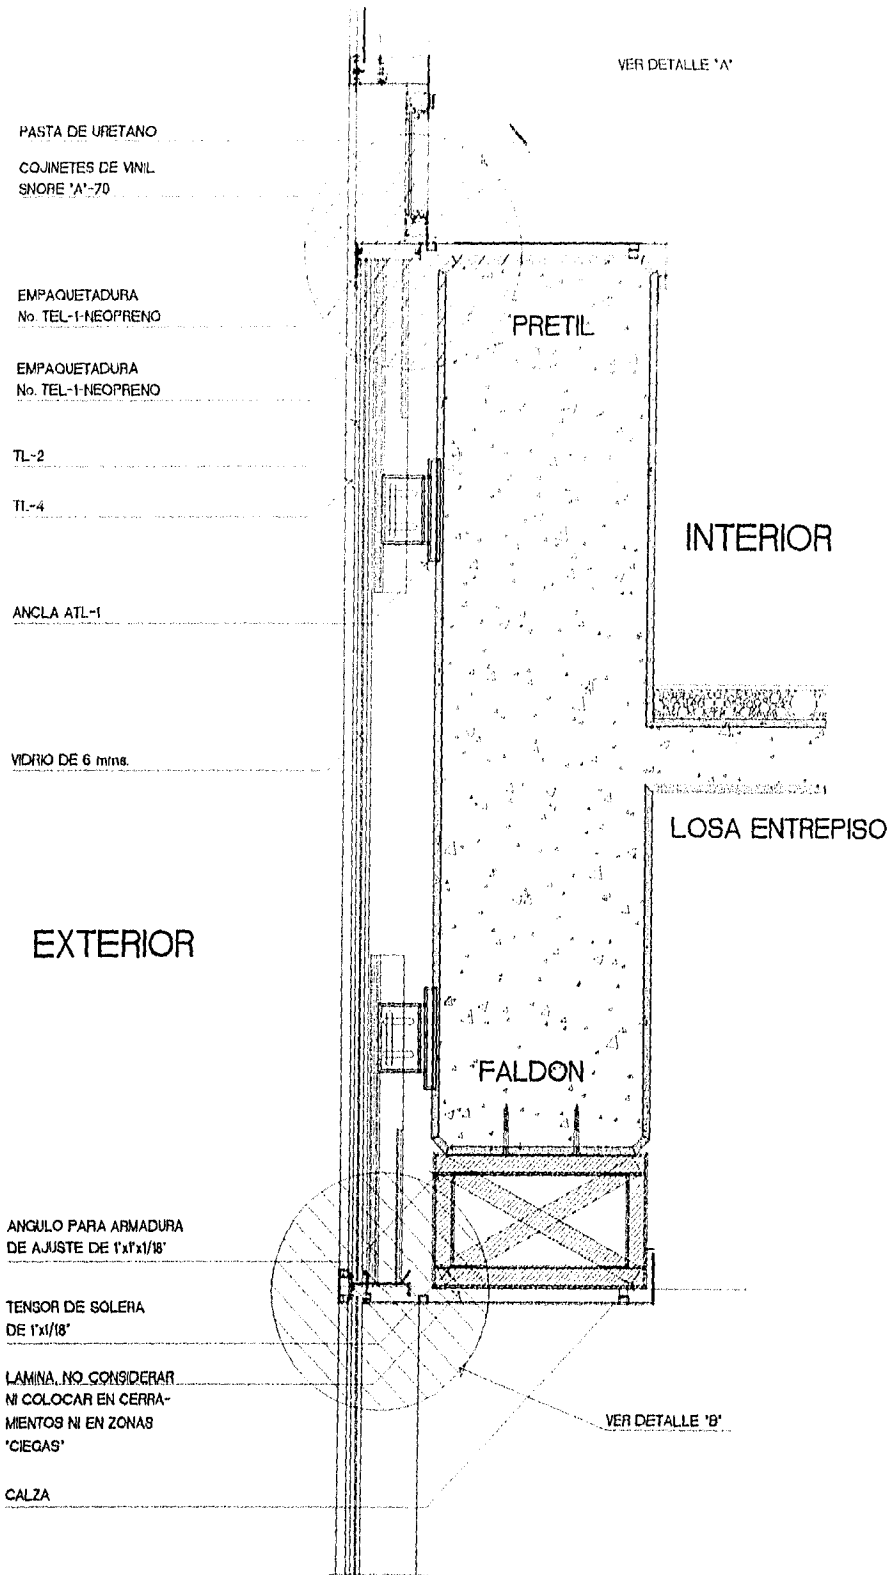 VER DETALLE "A"
PASTA DE URETANO
COJINETES DE VINIL
SNORE "A"-70
EMPAQUETADURA
No. TEL-1-NEOPRENO
EMPAQUETADURA
No. TEL-1-NEOPRENO
PRETIL
TL-2
TL-4
INTERIOR
ANCLA ATL-1
VIDRIO DE 6 mms.
LOSA ENTREPISO
EXTERIOR
FALDON
ANGULO PARA ARMADURA
DE AJUSTE DE 1"x1"x1/18"
TENSOR DE SOLERA
DE 1"x1/18"
LAMINA, NO CONSIDERAR
NI COLOCAR EN CERRA-
MIENTOS NI EN ZONAS
"CIEGAS"
VER DETALLE "B"
CALZA